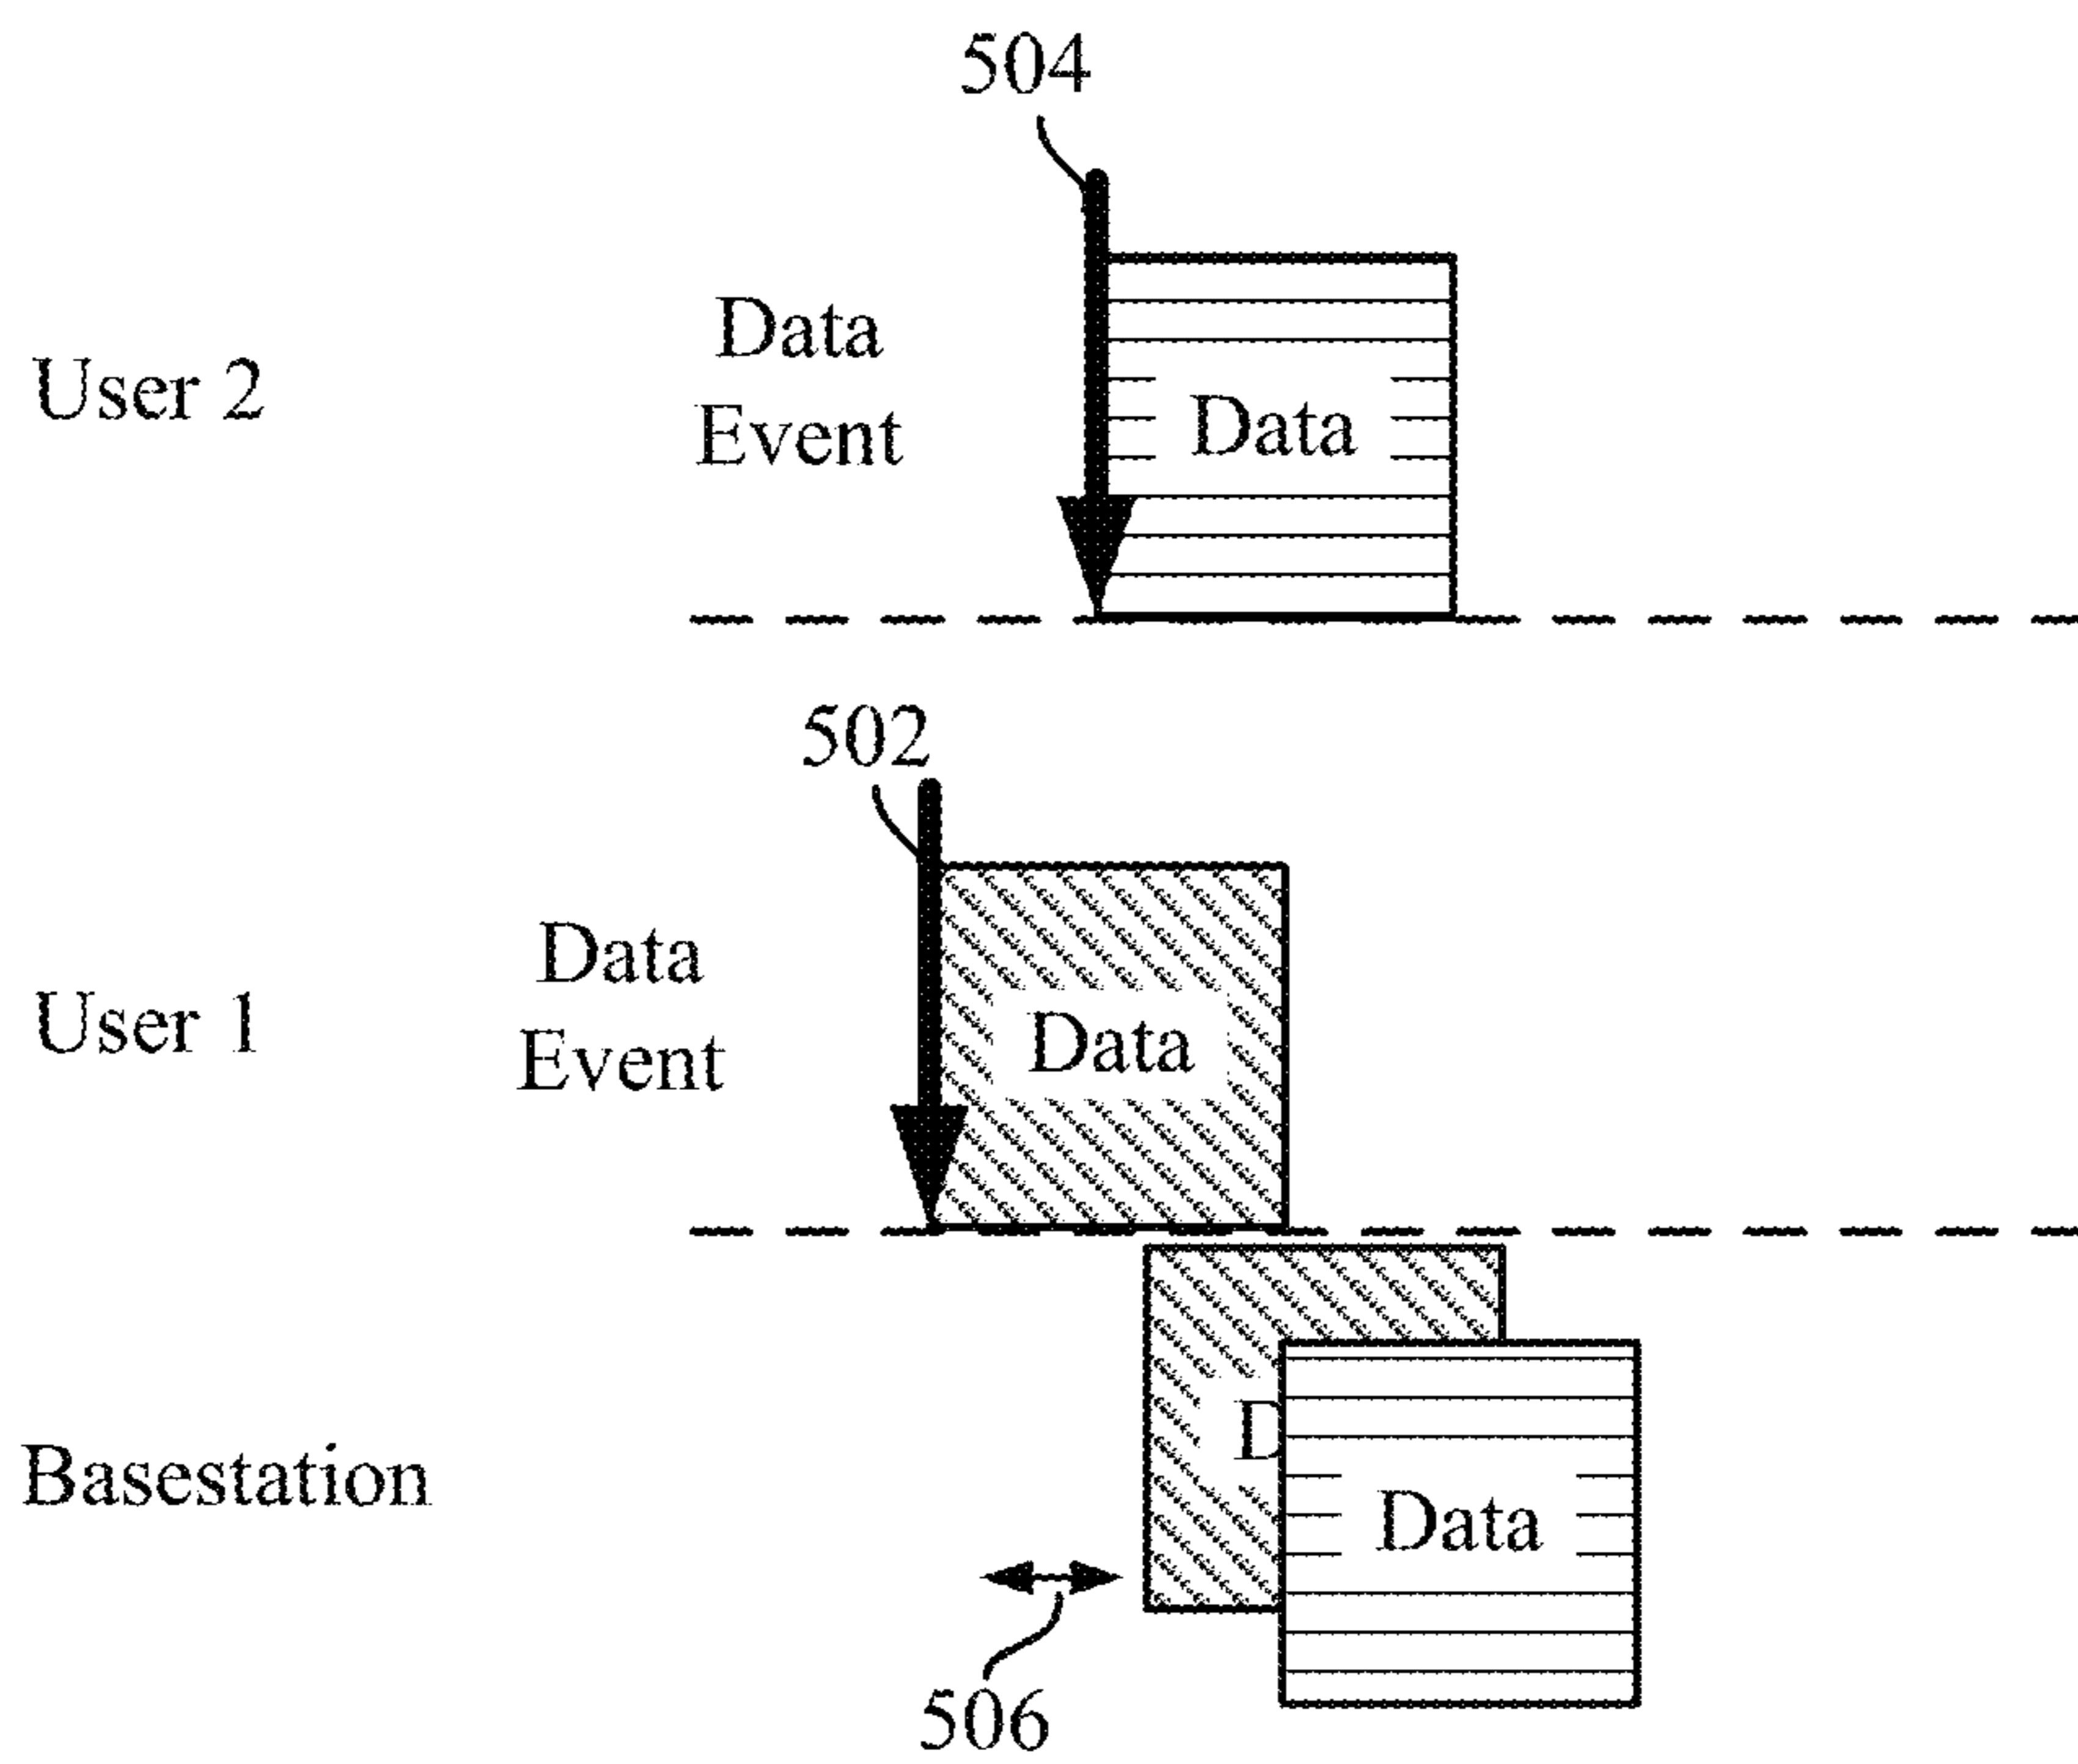 504
Data
Event
User 2
Data
502
Data
Event
User 1
Data
D
Basestation
Data
506